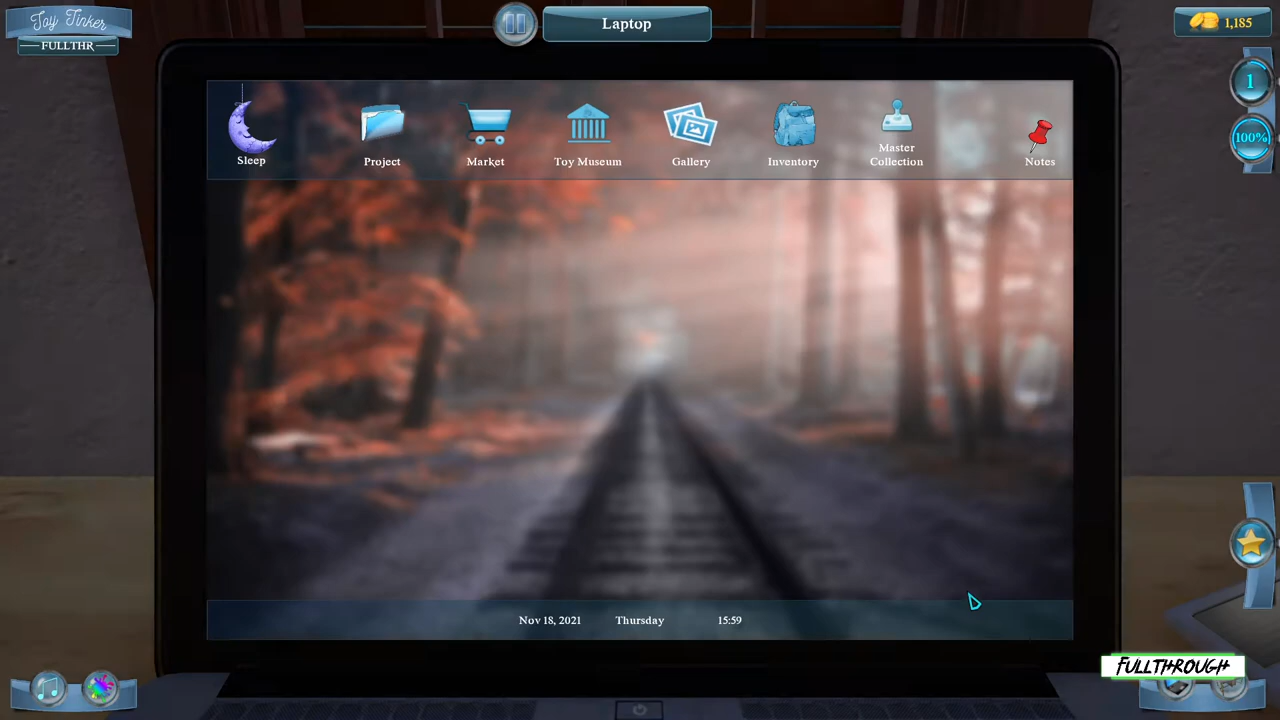 Toy Tinker
FULLTHR
Laptop
1,185
1
100%
Sleep
Project
Market
Toy Museum
Gallery
Inventory
Master
Collection
Notes
Nov 18, 2021 Thursday 15:59
FULLTHROUGH